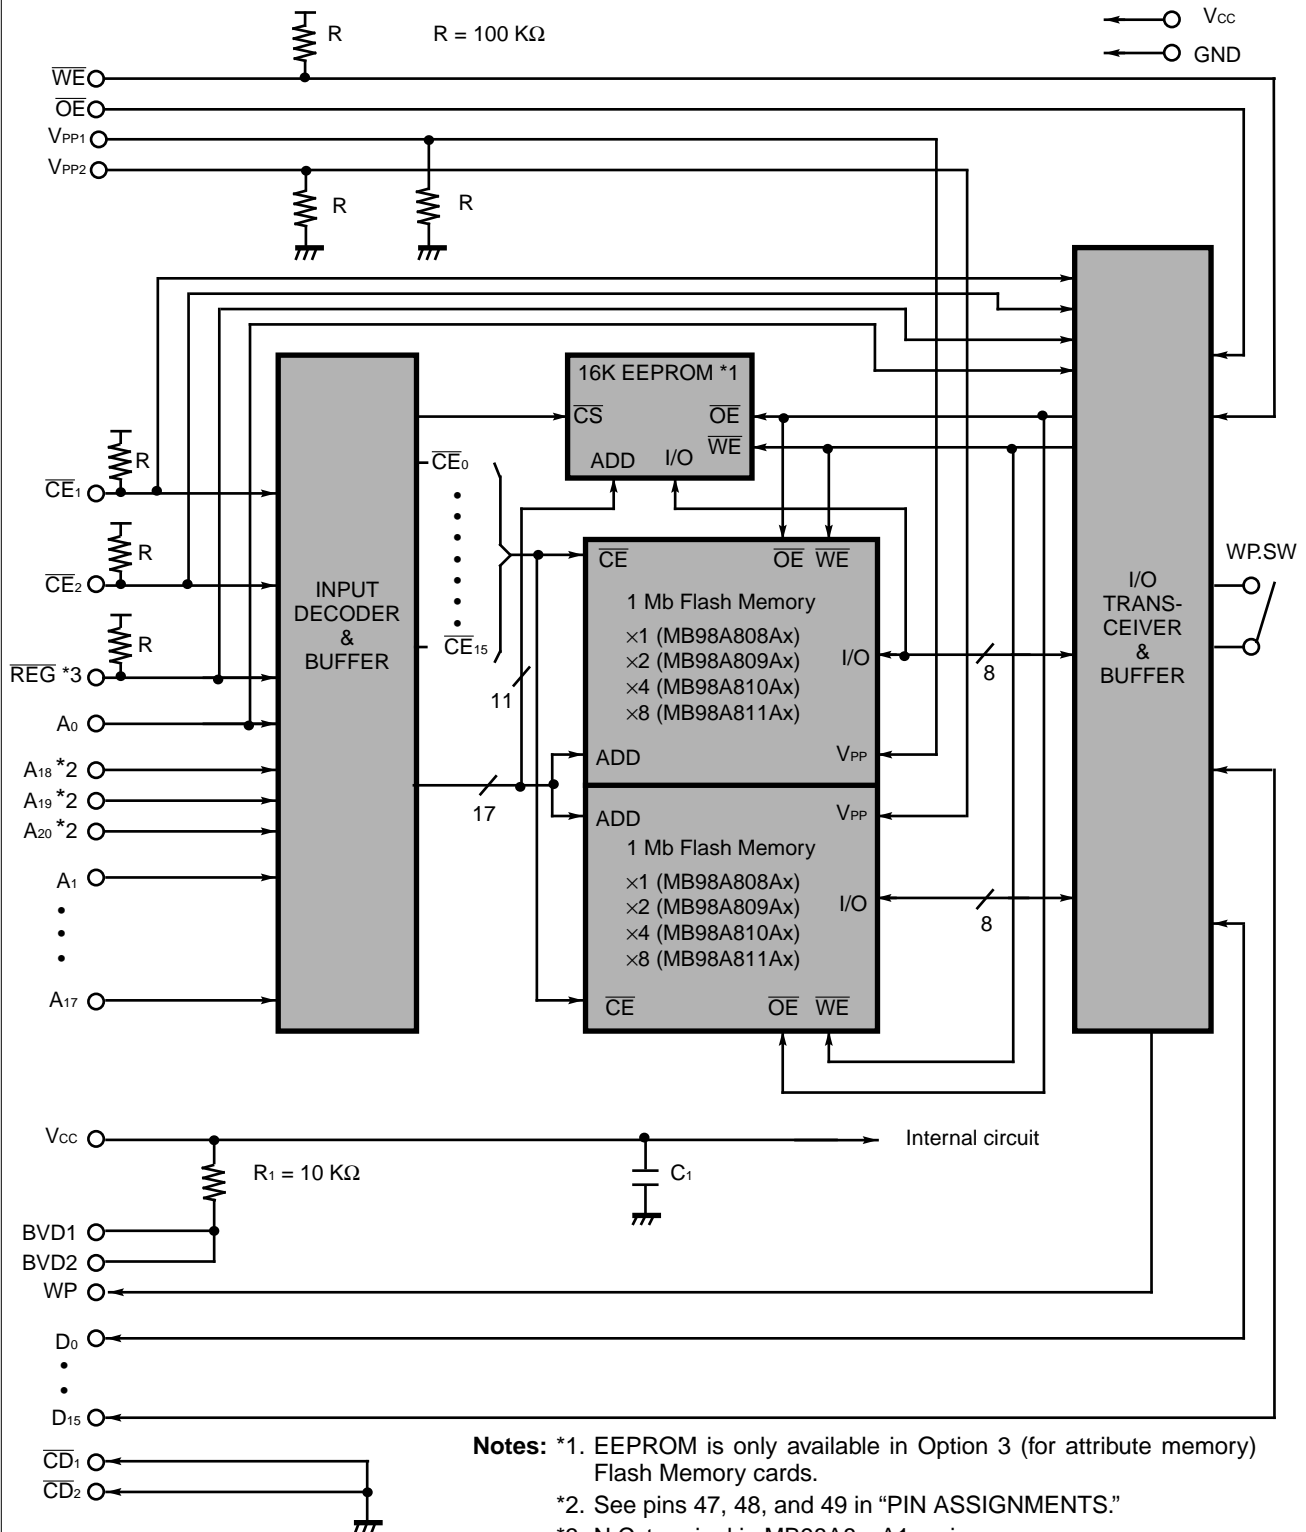 R
R = 100 KΩ
VCC
GND
WE
OE
VPP1
VPP2
R
R
16K EEPROM *1
CS
OE
WE
ADD
I/O
R
CE1
R
CE2
R
REG *3
A0
A18 *2
A19 *2
A20 *2
A1
A17
INPUT
DECODER
&
BUFFER
CE0
CE15
11
17
CE
OE
WE
1 Mb Flash Memory
×1 (MB98A808Ax)
×2 (MB98A809Ax)
×4 (MB98A810Ax)
×8 (MB98A811Ax)
I/O
ADD
VPP
8
ADD
VPP
1 Mb Flash Memory
×1 (MB98A808Ax)
×2 (MB98A809Ax)
×4 (MB98A810Ax)
×8 (MB98A811Ax)
I/O
CE
OE
WE
8
I/O
TRANS-
CEIVER
&
BUFFER
WP.SW
VCC
Internal circuit
R1 = 10 KΩ
C1
BVD1
BVD2
WP
D0
D15
CD1
CD2
Notes: *1. EEPROM is only available in Option 3 (for attribute memory)
Flash Memory cards.
*2. See pins 47, 48, and 49 in “PIN ASSIGNMENTS.”